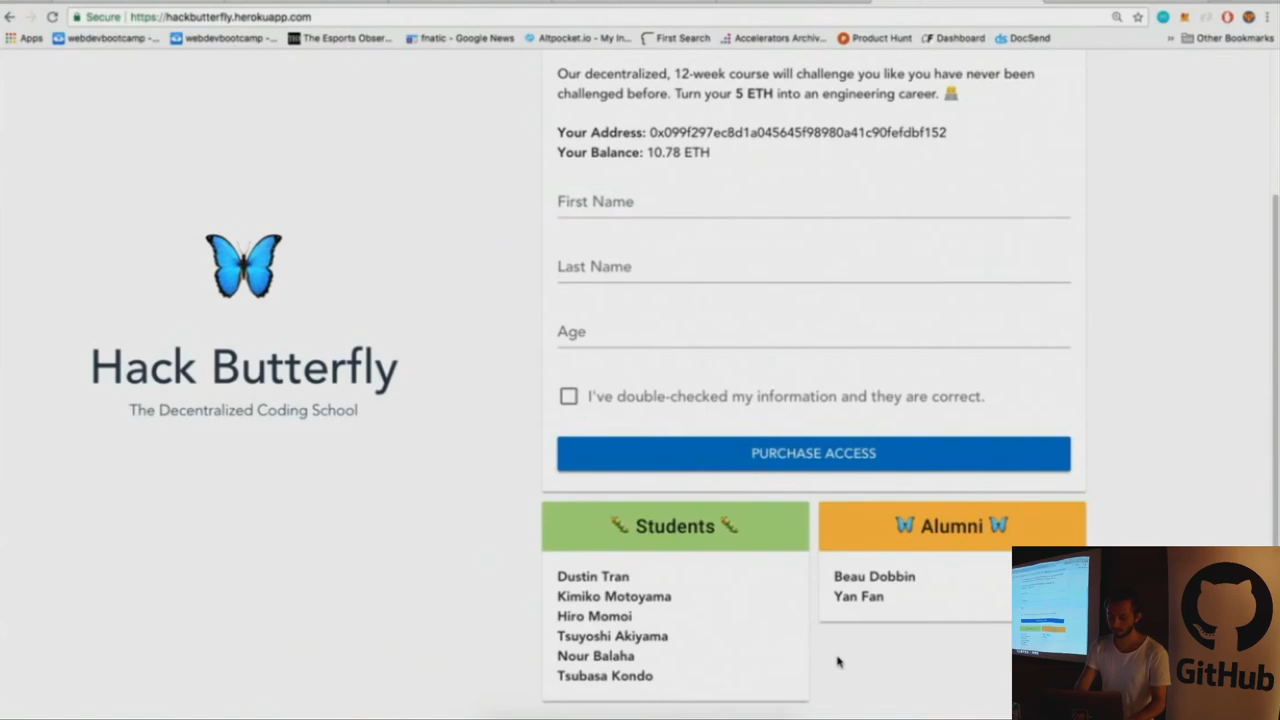 Secure | https://hackbutterfly.herokuapp.com
Apps webdevbootcamp -... webdevbootcamp -... The Esports Obser... fnatic - Google News Altpocket.io - My In... First Search Accelerators Archiv... Product Hunt Dashboard DocSend » Other Bookmarks
Our decentralized, 12-week course will challenge you like you have never been
challenged before. Turn your 5 ETH into an engineering career.
Your Address: 0x099f297ec8d1a045645f98980a41c90fefdbf152
Your Balance: 10.78 ETH
First Name
Last Name
Age
I've double-checked my information and they are correct.
PURCHASE ACCESS
Hack Butterfly
The Decentralized Coding School
Students
Dustin Tran
Kimiko Motoyama
Hiro Momoi
Tsuyoshi Akiyama
Nour Balaha
Tsubasa Kondo
Alumni
Beau Dobbin
Yan Fan
GitHub